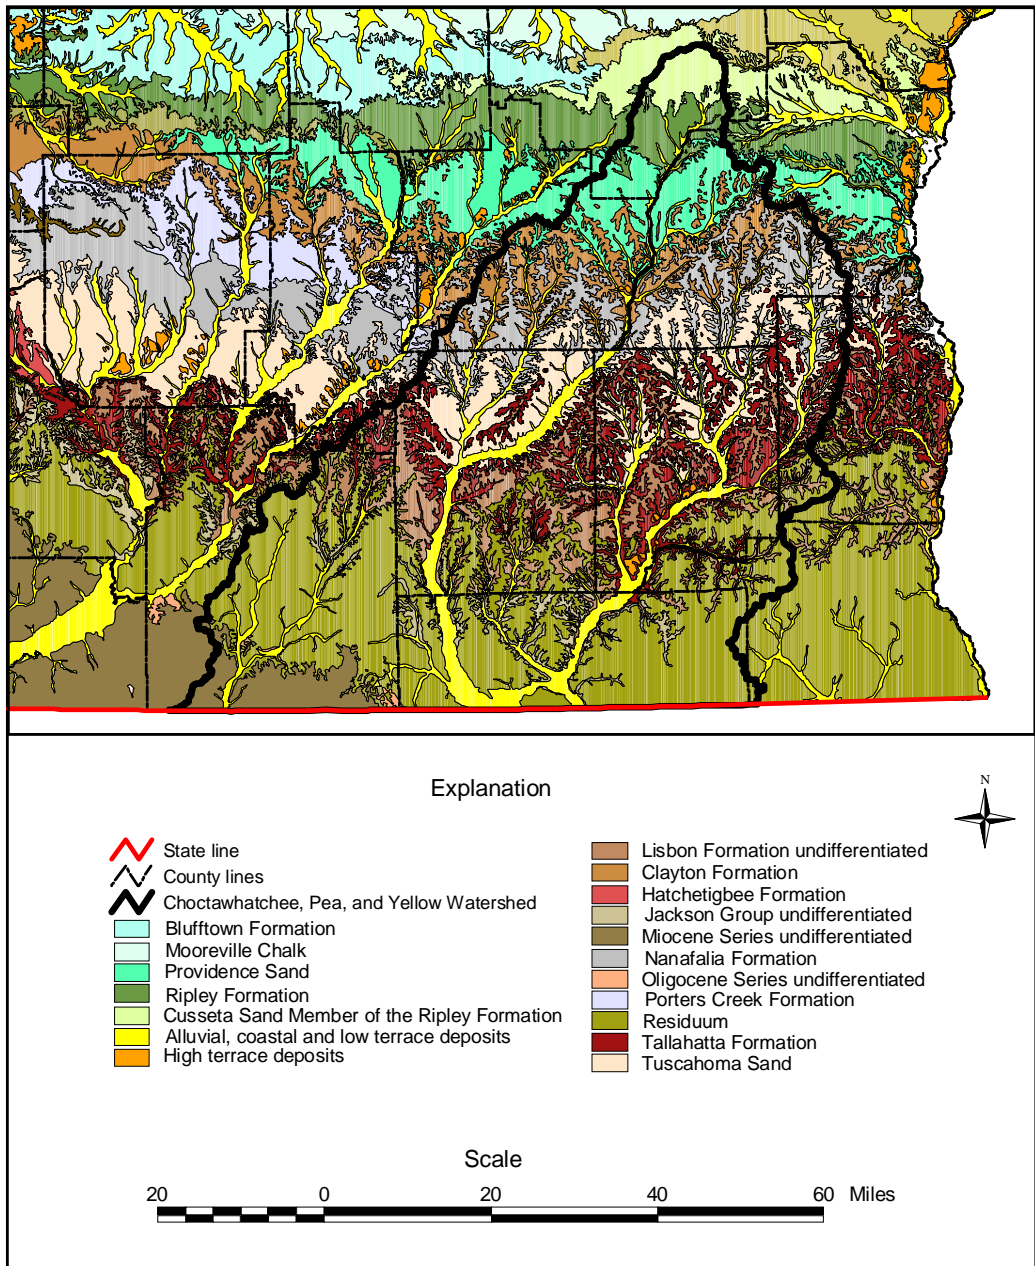 Explanation
N
State line
County lines
Choctawhatchee, Pea, and Yellow Watershed
Blufftown Formation
Mooreville Chalk
Providence Sand
Ripley Formation
Cusseta Sand Member of the Ripley Formation
Alluvial, coastal and low terrace deposits
High terrace deposits
Lisbon Formation undifferentiated
Clayton Formation
Hatchetigbee Formation
Jackson Group undifferentiated
Miocene Series undifferentiated
Nanafalia Formation
Oligocene Series undifferentiated
Porters Creek Formation
Residuum
Tallahatta Formation
Tuscahoma Sand
Scale
20 0 20 40 60 Miles